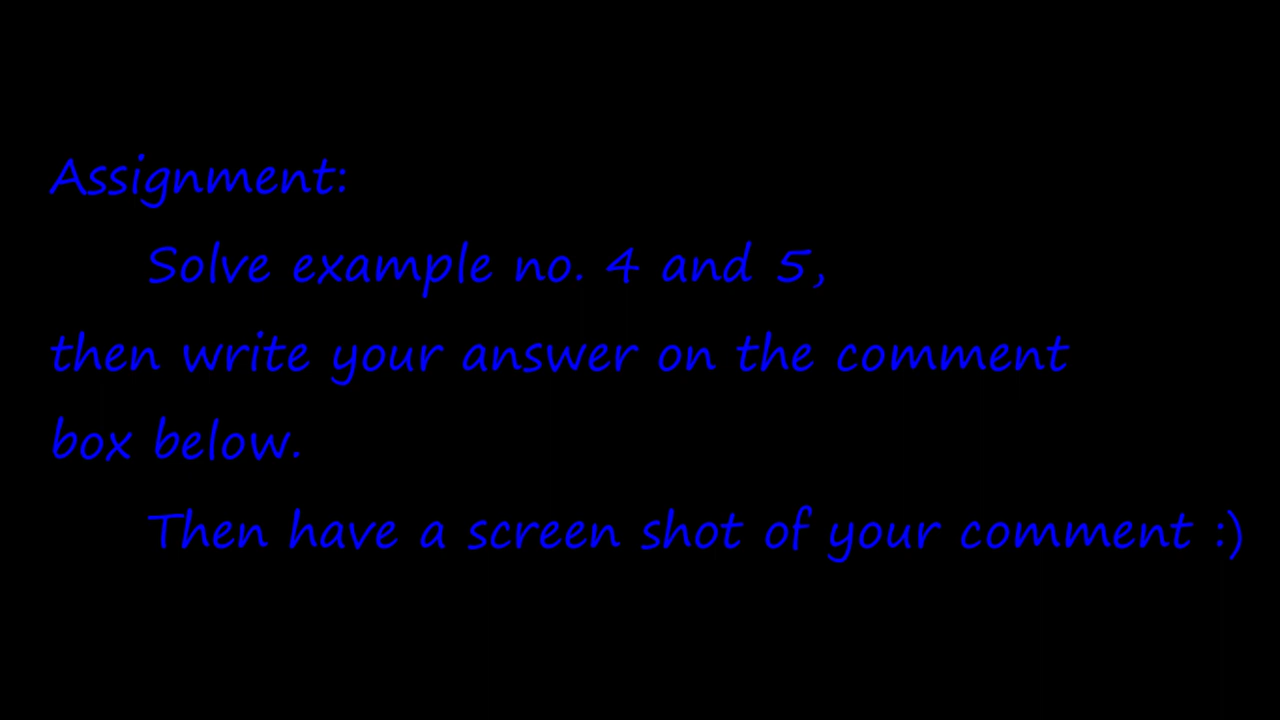 Assignment:
Solve example no. 4 and 5,
then write your answer on the comment
box below.
Then have a screen shot of your comment :)